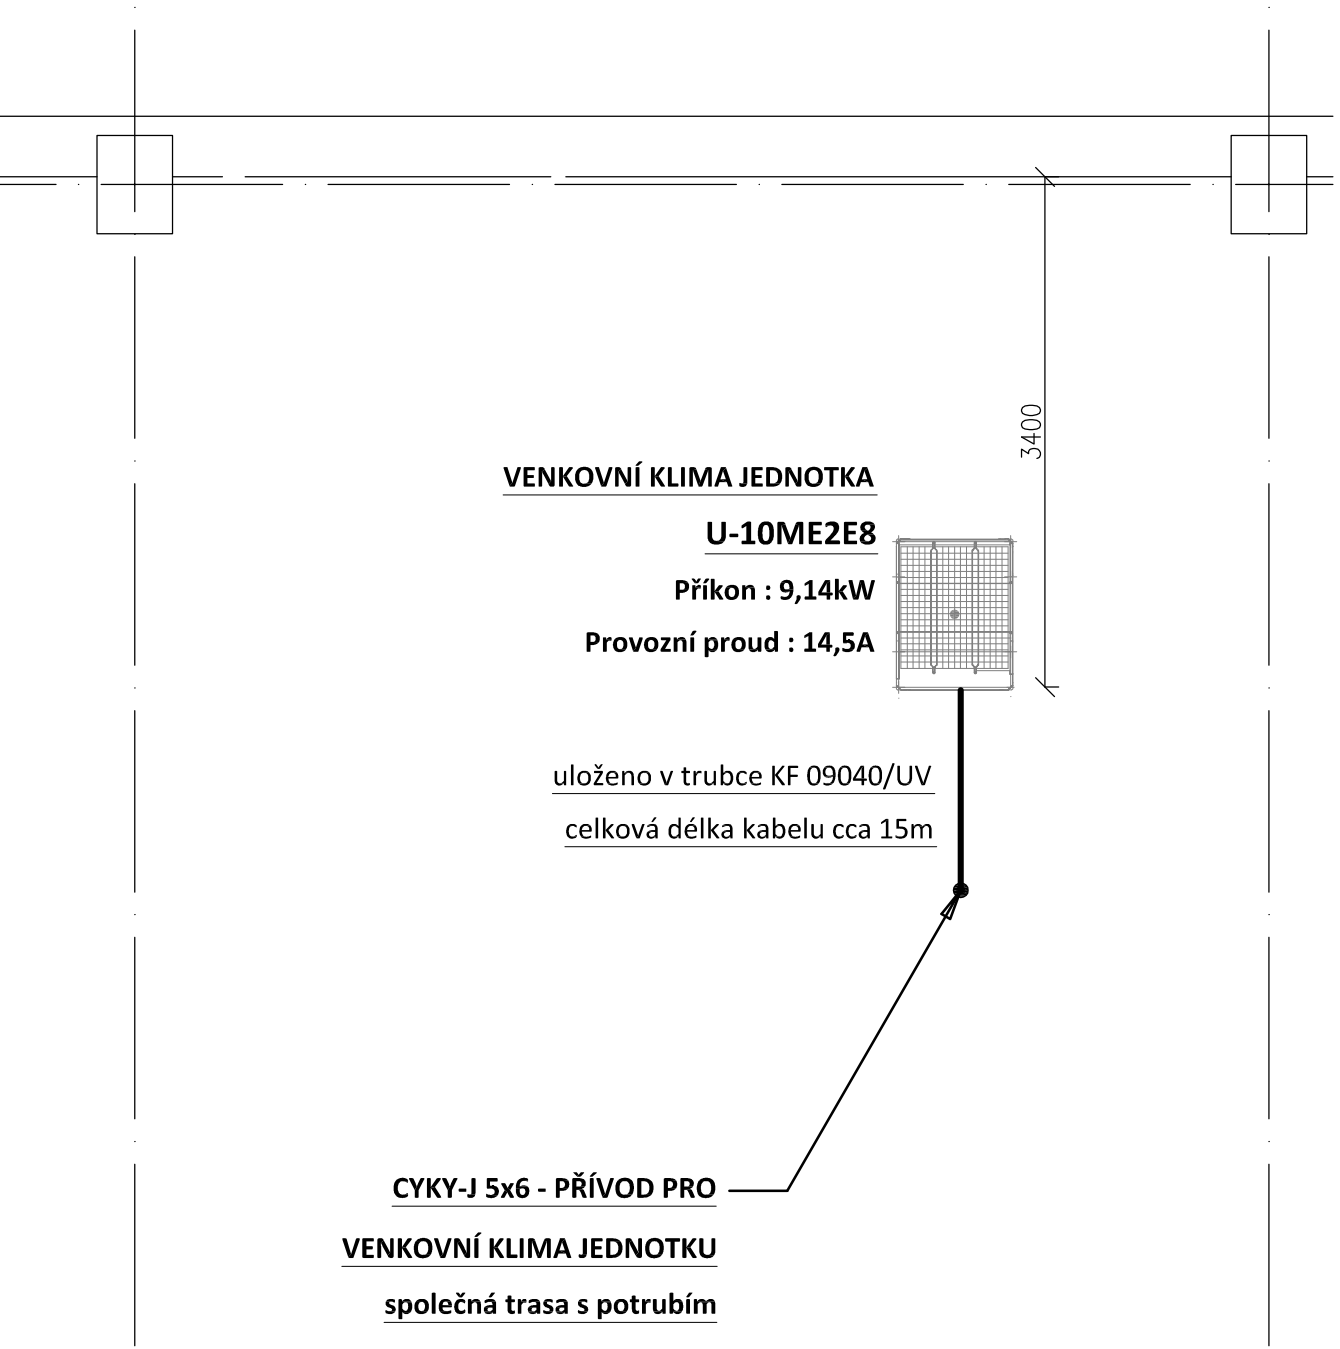 3400
VENKOVNÍ KLIMA JEDNOTKA
U-10ME2E8
Příkon : 9,14kW
Provozní proud : 14,5A
uloženo v trubce KF 09040/UV
celková délka kabelu cca 15m
CYKY-J 5x6 - PŘÍVOD PRO
VENKOVNÍ KLIMA JEDNOTKU
společná trasa s potrubím